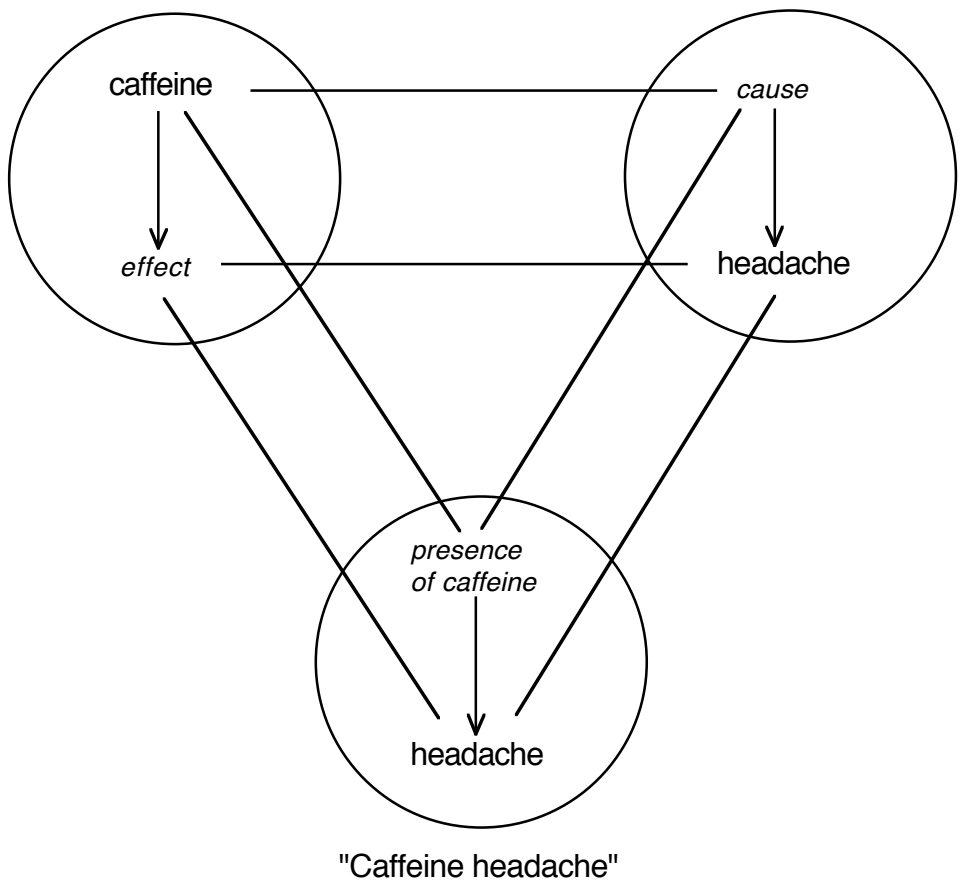 caffeine
cause
effect
headache
presence
of caffeine
headache
"Caffeine headache"